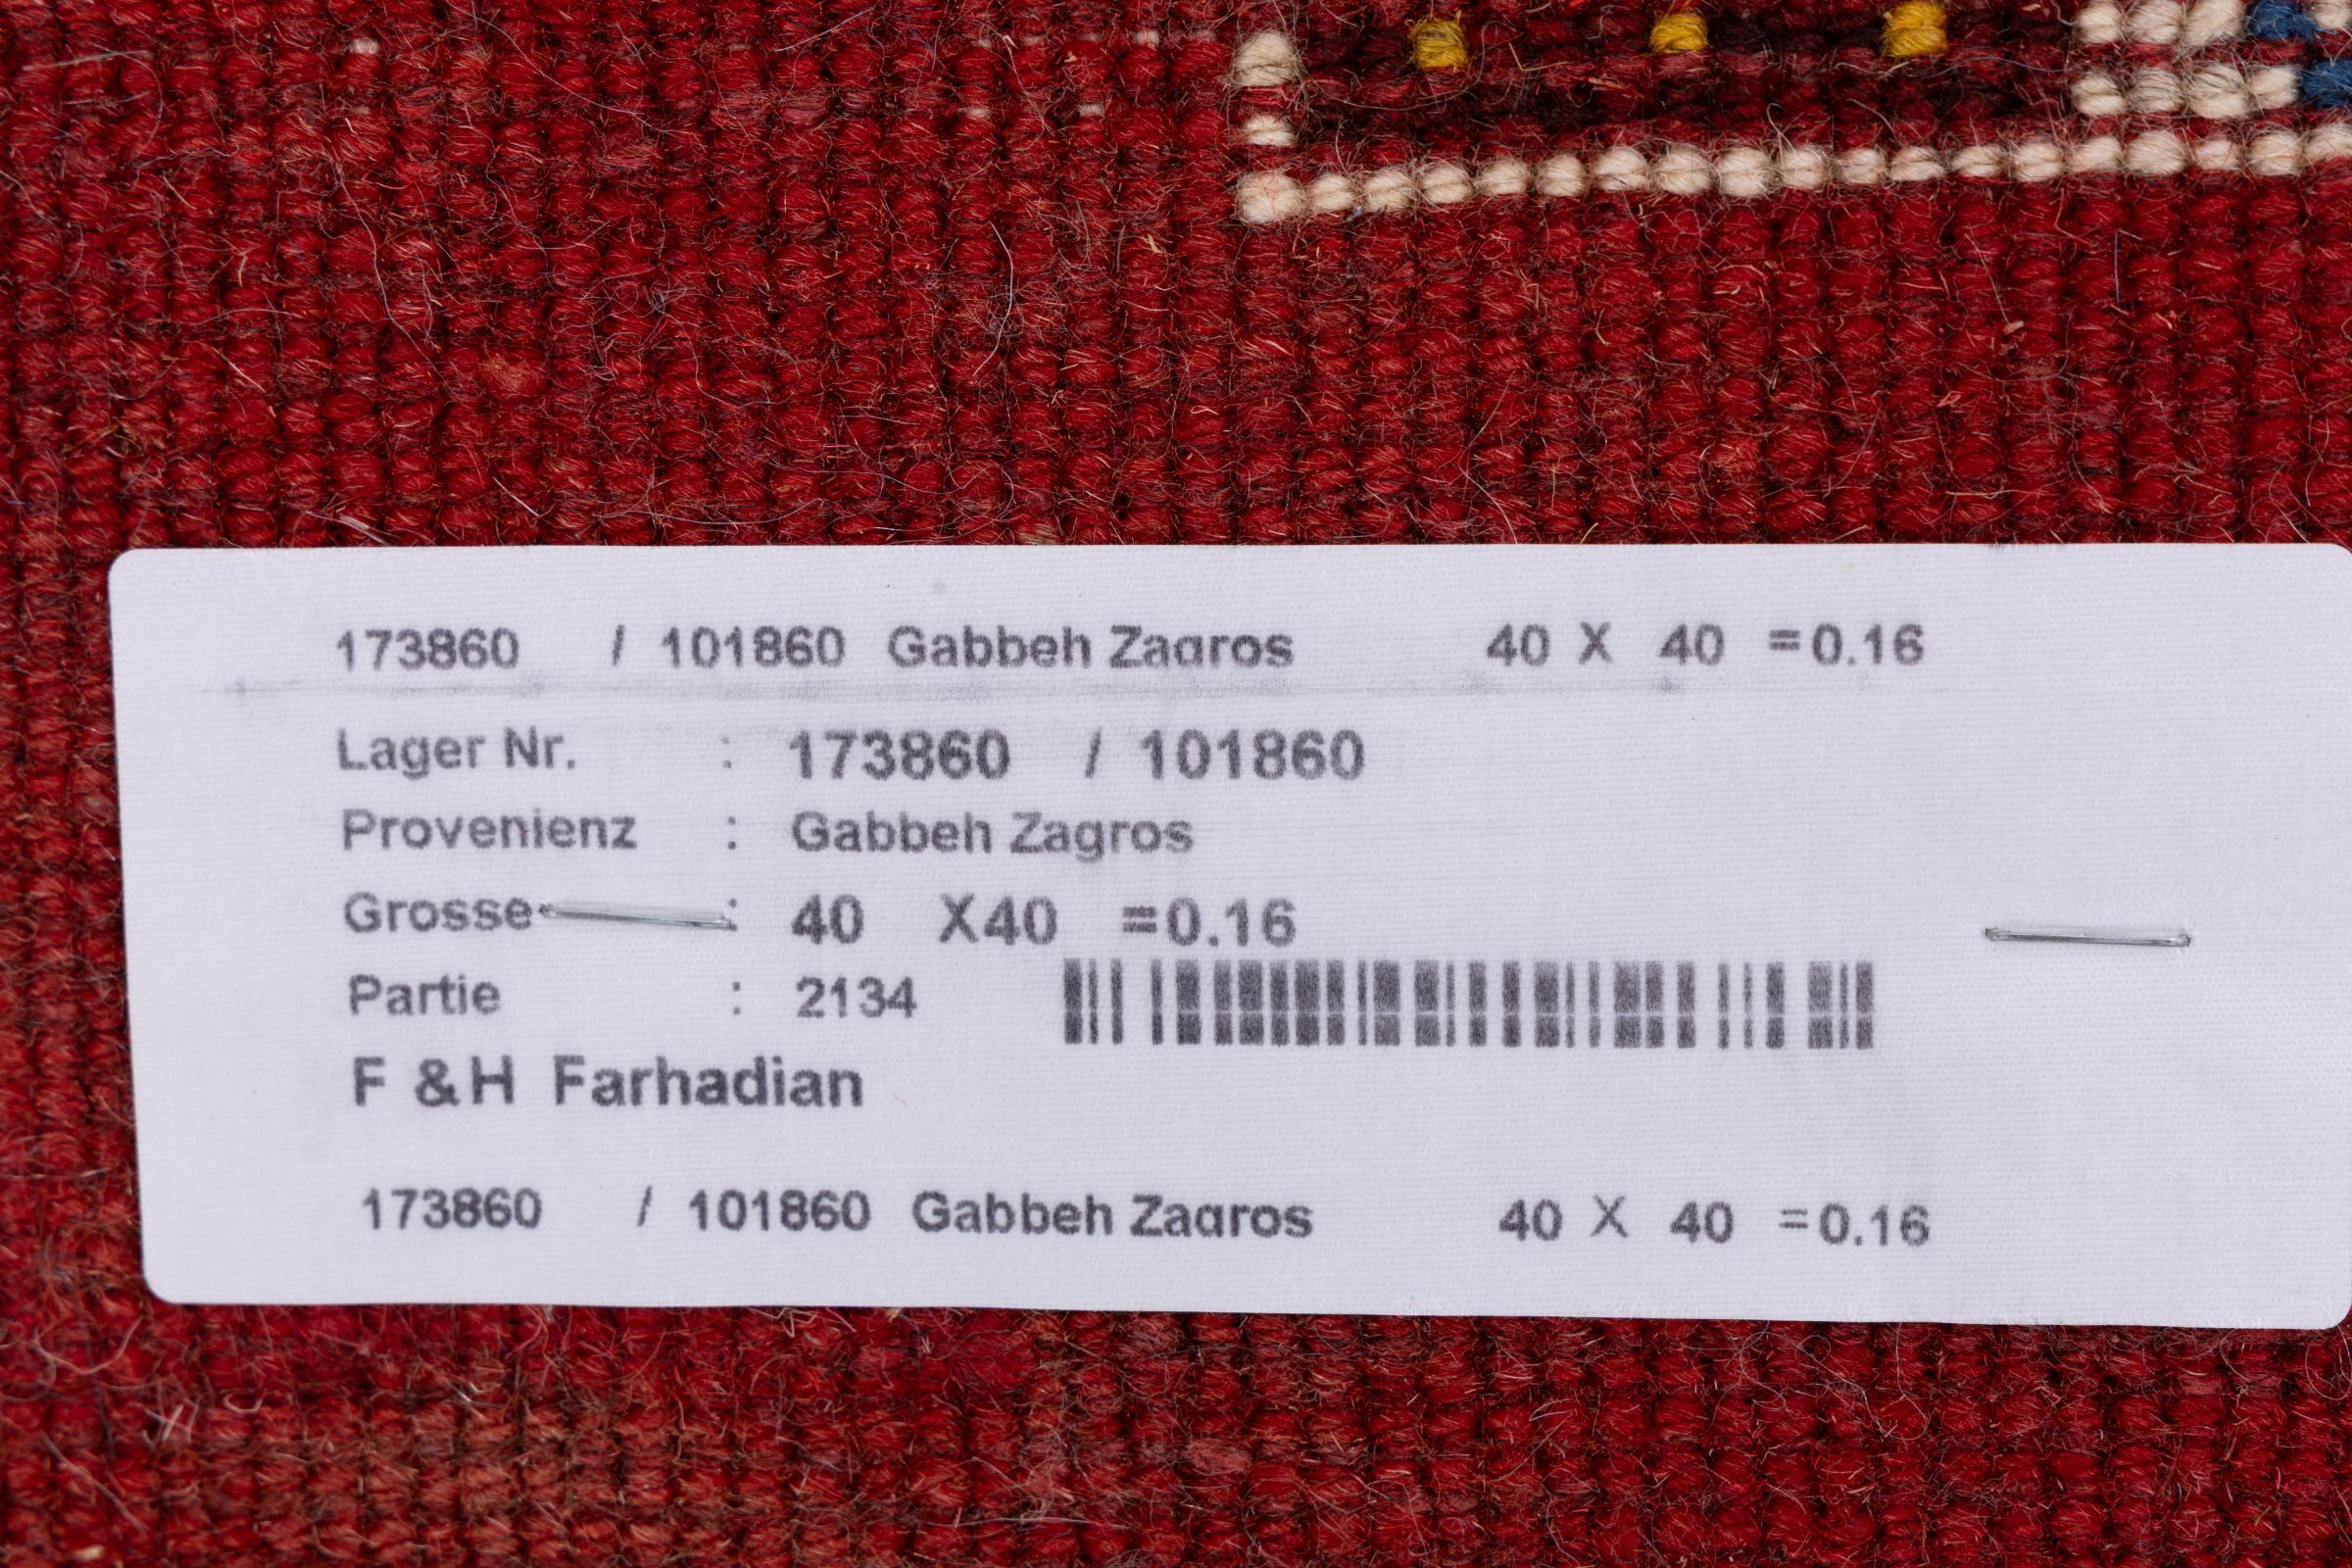 173860 / 101860 Gabbeh Zagros 40 X 40 =0.16
Lager Nr. : 173860 / 101860
Provenienz : Gabbeh Zagros
Grosse : 40 X40 =0.16
Partie : 2134
F &H Farhadian
173860 / 101860 Gabbeh Zagros 40 X 40 =0.16